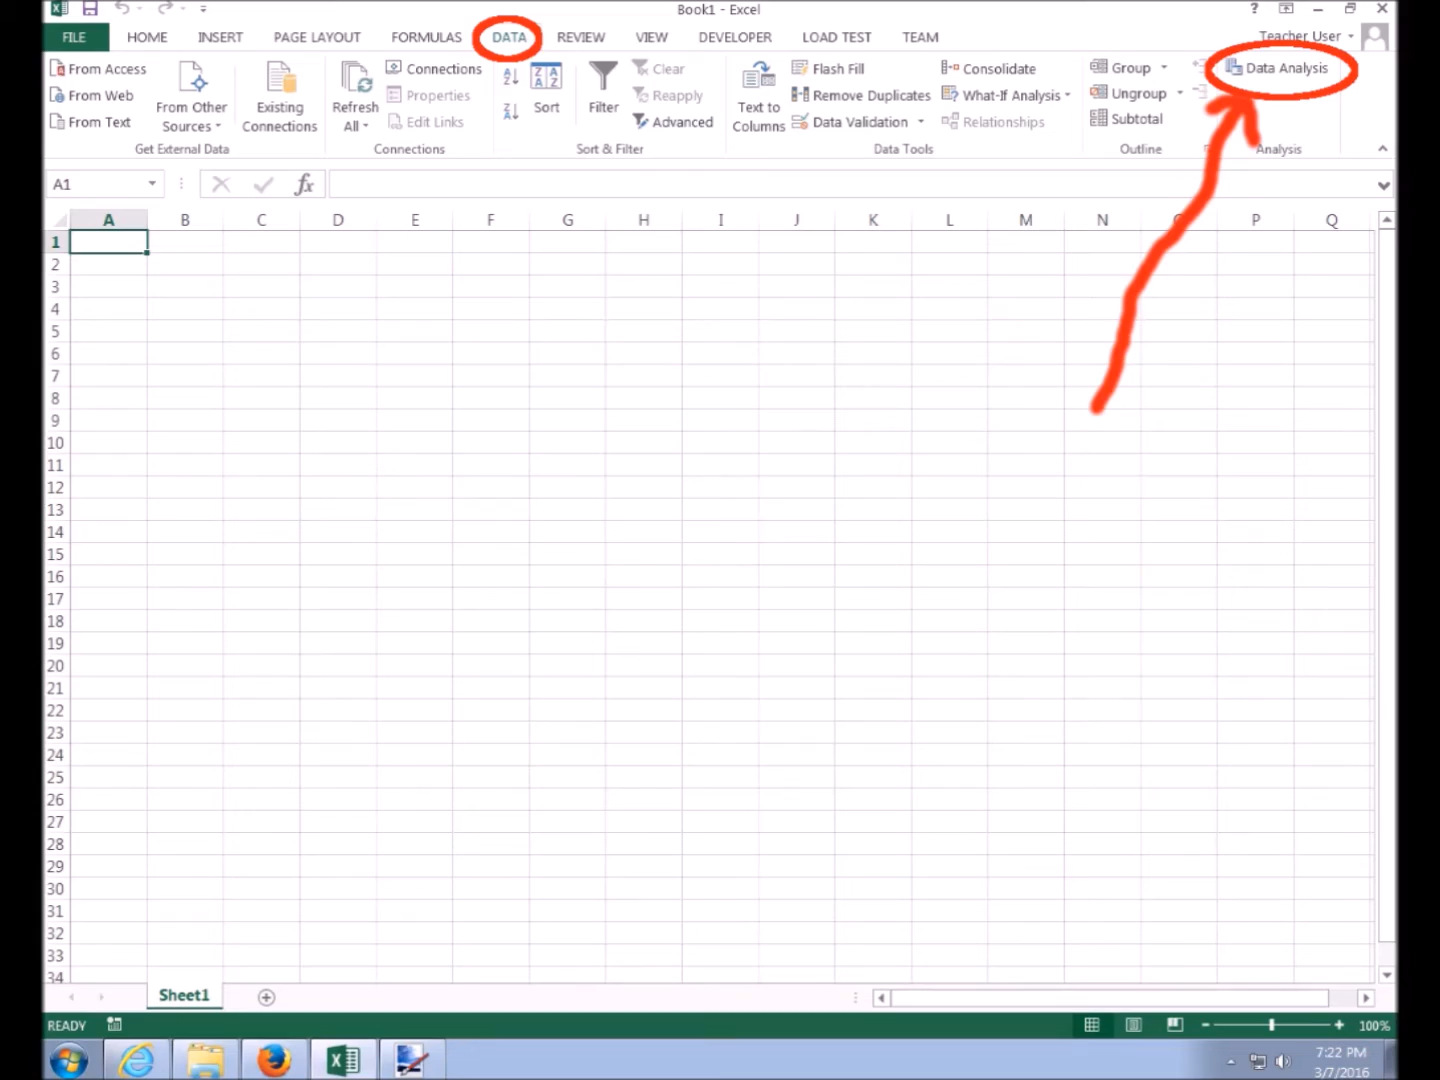 Book1 - Excel
?
FILE HOME INSERT PAGE LAYOUT FORMULAS DATA REVIEW VIEW DEVELOPER LOAD TEST TEAM Teacher User
From Access
From Web
From Text
From Other Sources
Get External Data
Existing Connections
Refresh All
Connections
Properties
Edit Links
Connections
Sort
Filter
Clear
Reapply
Advanced
Sort & Filter
Text to Columns
Flash Fill
Remove Duplicates
Data Validation
Consolidate
What-If Analysis
Relationships
Data Tools
Group
Ungroup
Subtotal
Outline
Data Analysis
Analysis
A1 fx
A B C D E F G H I J K L M N O P Q
1
2
3
4
5
6
7
8
9
10
11
12
13
14
15
16
17
18
19
20
21
22
23
24
25
26
27
28
29
30
31
32
33
34
Sheet1
READY 100%
7:22 PM
3/7/2016